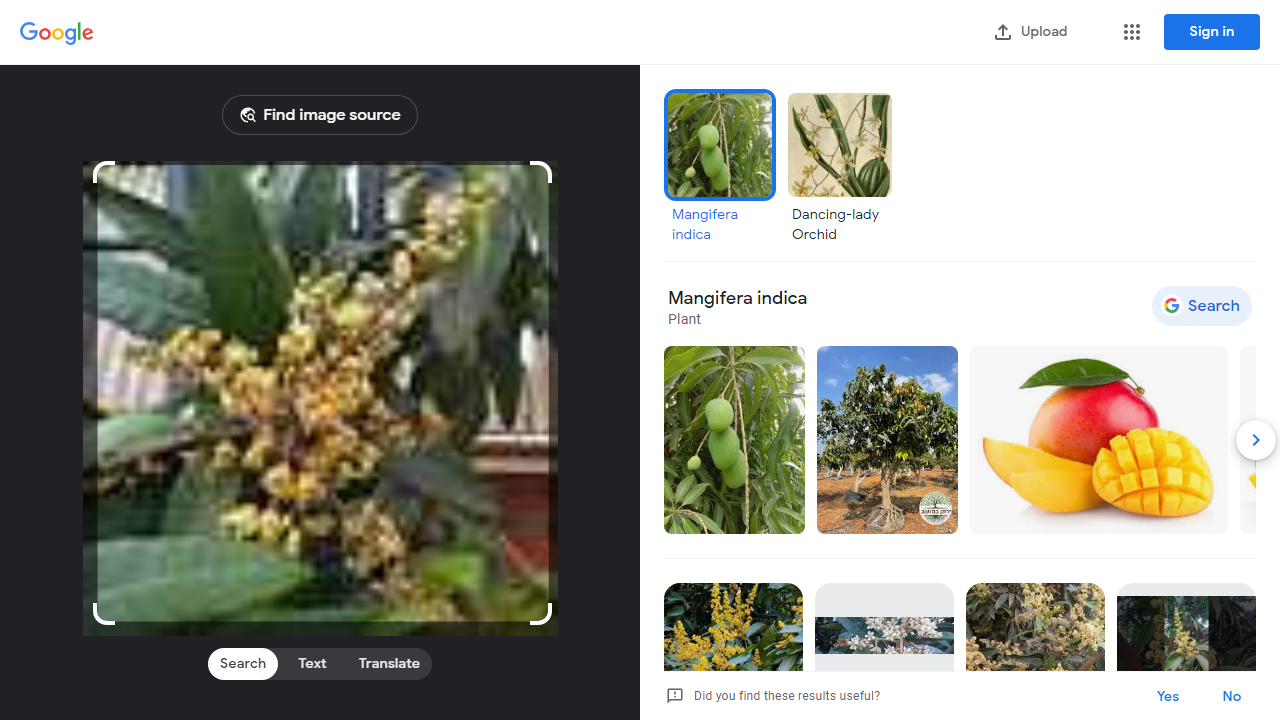 Google
Upload
Sign in
Find image source
Mangifera
indica
Dancing-lady
Orchid
Mangifera indica
Plant
Search
Search
Text
Translate
Did you find these results useful?
Yes
No